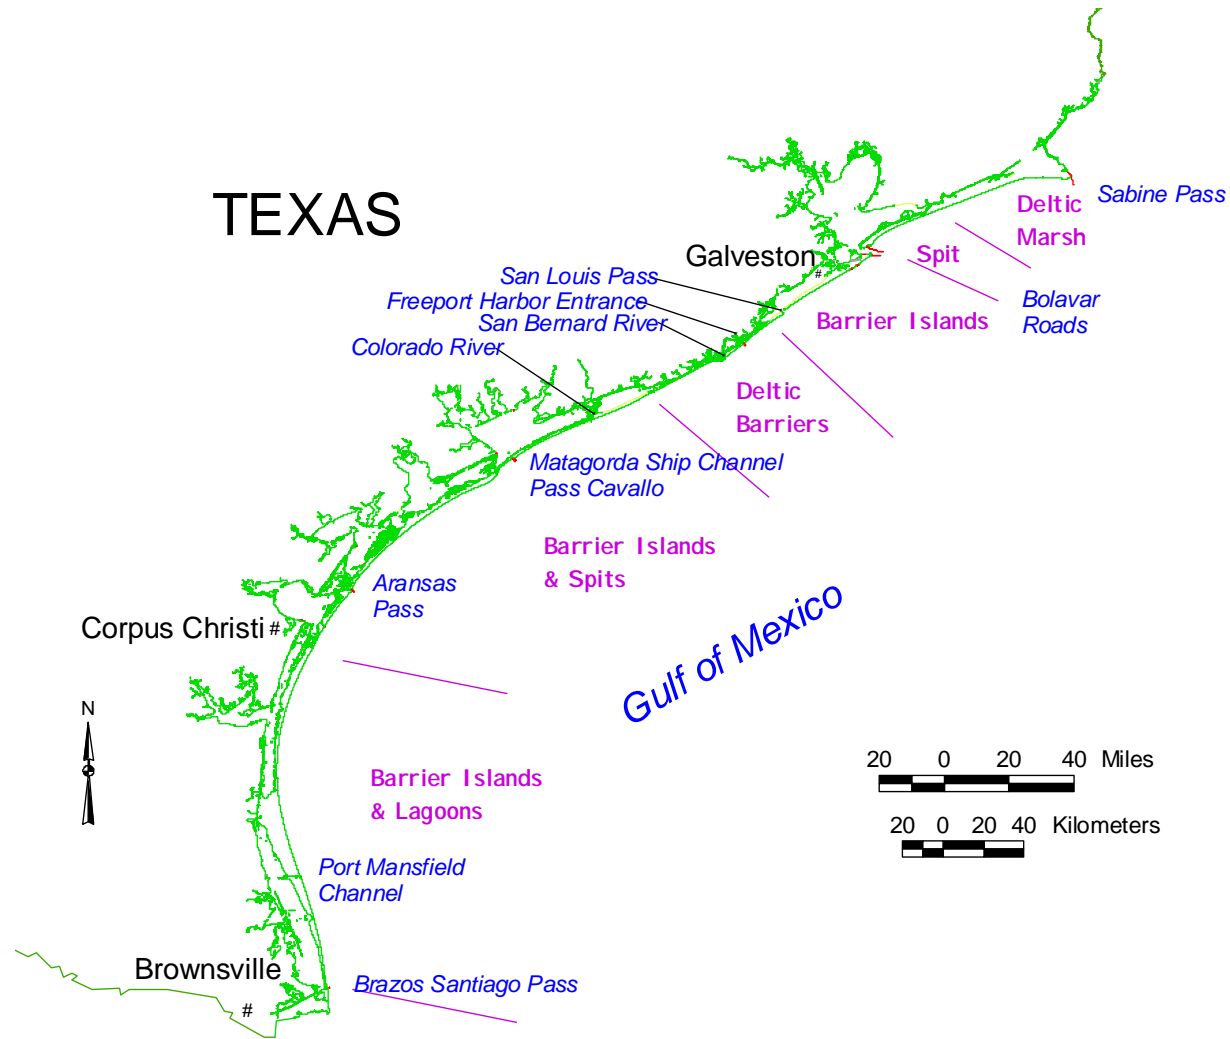 TEXAS
Sabine Pass
Deltic
Marsh
Spit
Galveston
#
San Louis Pass
Freeport Harbor Entrance
San Bernard River
Colorado River
Barrier Islands
Bolavar
Roads
Deltic
Barriers
Matagorda Ship Channel
Pass Cavallo
Barrier Islands
& Spits
Aransas
Pass
Corpus Christi #
Gulf of Mexico
N
Barrier Islands
& Lagoons
20 0 20 40 Miles
20 0 20 40 Kilometers
Port Mansfield
Channel
Brownsville
#
Brazos Santiago Pass